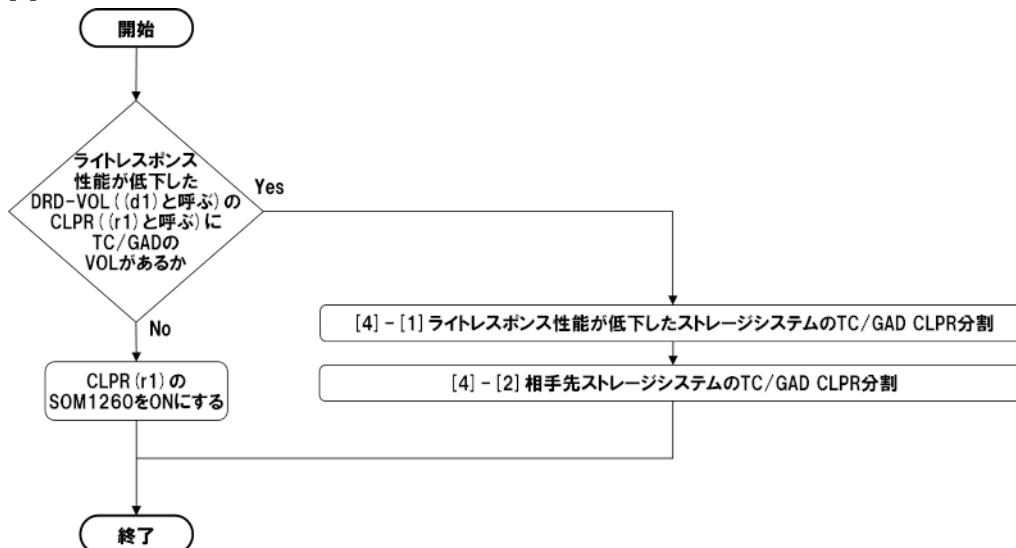 開始
ライトレスポンス
性能が低下した
DRD-VOL((d1)と呼ぶ)の
CLPR((r1)と呼ぶ)に
TC/GADの
VOLがあるか
Yes
No
[4]-[1]ライトレスポンス性能が低下したストレージシステムのTC/GAD CLPR分割
CLPR(r1)の
SOM1260をONにする
[4]-[2]相手先ストレージシステムのTC/GAD CLPR分割
終了